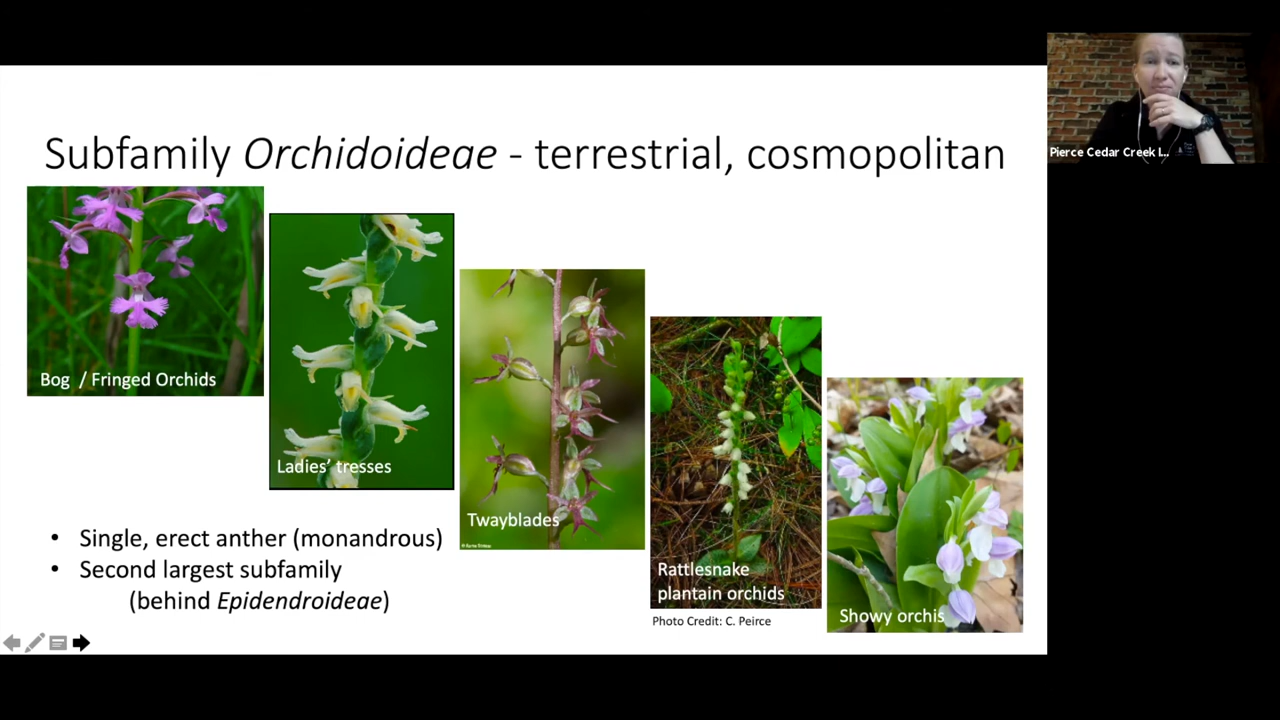 Subfamily Orchidoideae - terrestrial, cosmopolitan
Pierce Cedar Creek I...
Bog / Fringed Orchids
Ladies' tresses
Twayblades
Rattlesnake
plantain orchids
Photo Credit: C. Peirce
Showy orchis
• Single, erect anther (monandrous)
• Second largest subfamily
(behind Epidendroideae)